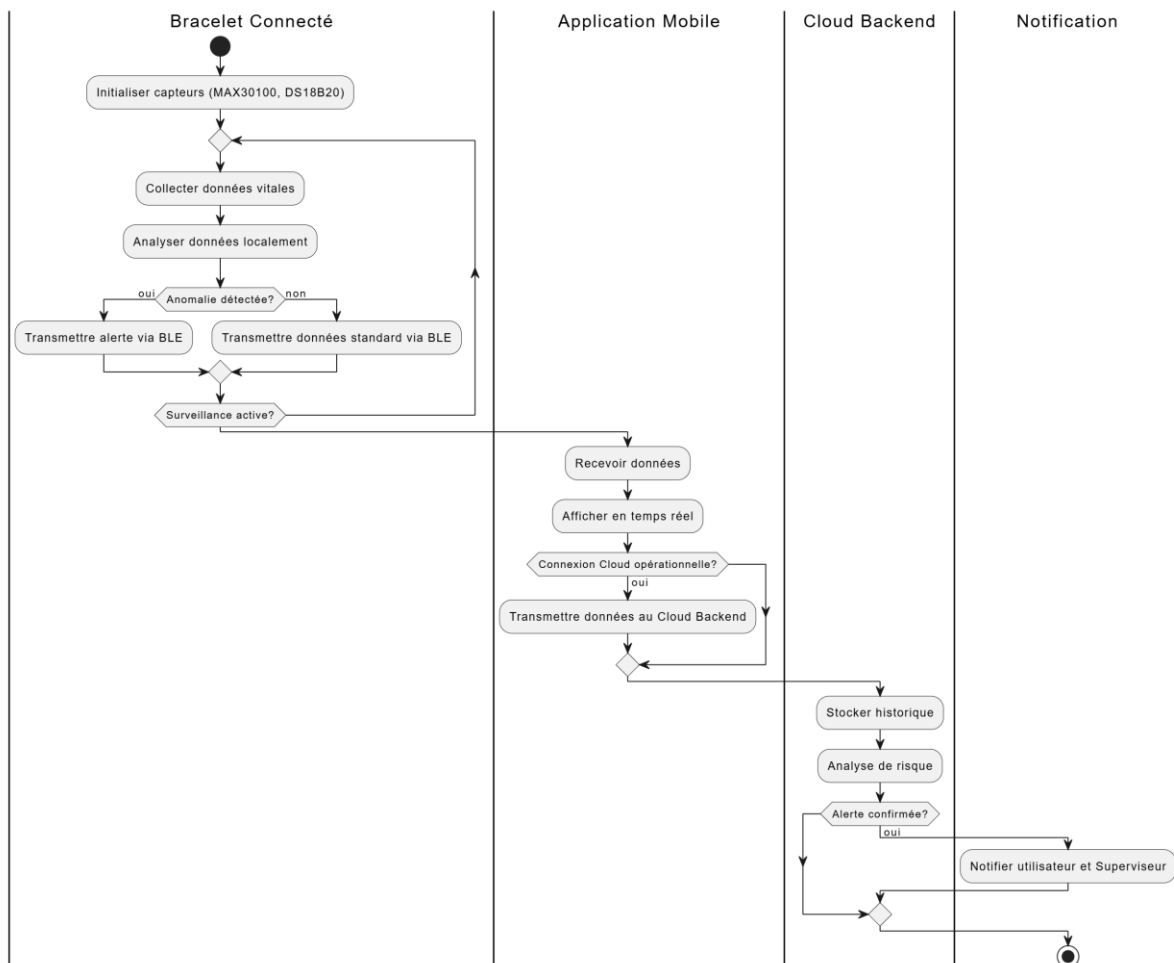 Bracelet Connecté
Application Mobile
Cloud Backend
Notification
Initialiser capteurs (MAX30100, DS18B20)
Collecter données vitales
Analyser données localement
oui
Anomalie détectée?
non
Transmettre alerte via BLE
Transmettre données standard via BLE
Surveillance active?
Recevoir données
Afficher en temps réel
Connexion Cloud opérationnelle?
oui
Transmettre données au Cloud Backend
Stocker historique
Analyse de risque
Alerte confirmée?
oui
Notifier utilisateur et Superviseur